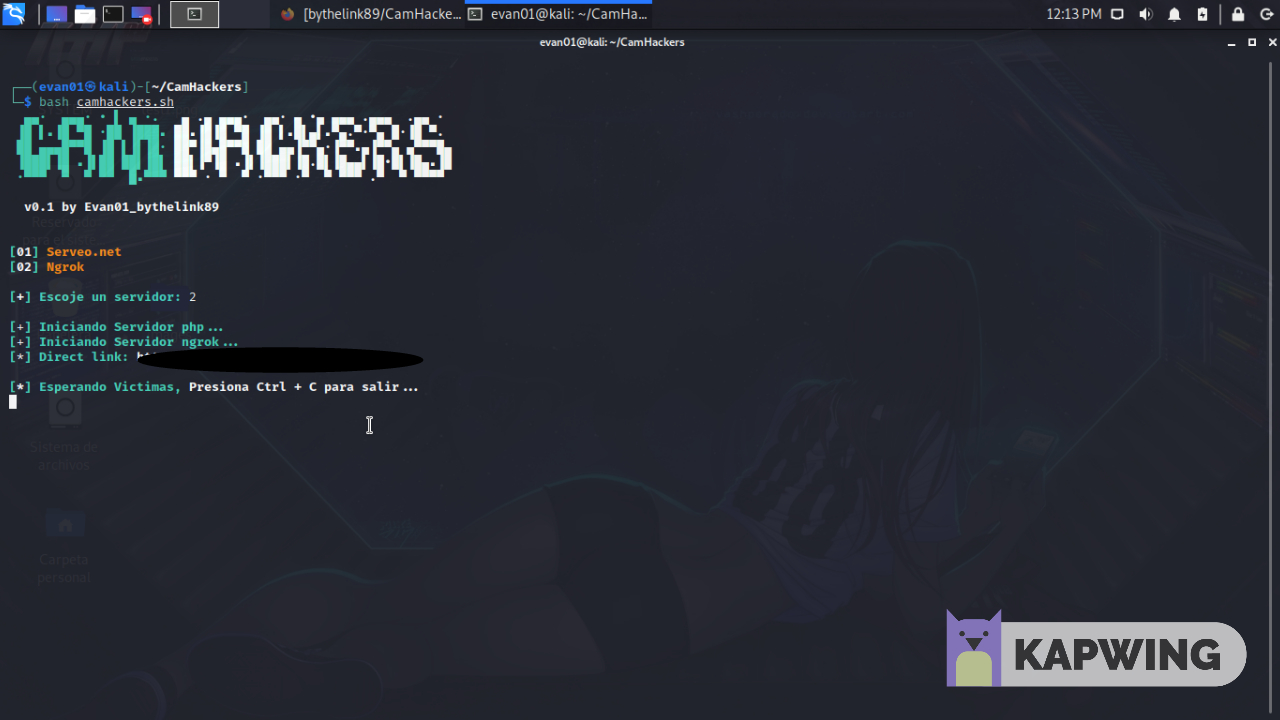 [bythelink89/CamHacke...
evan01@kali: ~/CamHa...
12:13 PM
evan01@kali: ~/CamHackers
(evan01㉿kali)-[~/CamHackers]
$ bash camhackers.sh
CAM HACKERS
v0.1 by Evan01_bythelink89
[01] Serveo.net
[02] Ngrok
[+] Escoje un servidor: 2
[+] Iniciando Servidor php...
[+] Iniciando Servidor ngrok...
[*] Direct link:
[*] Esperando Victimas, Presiona Ctrl + C para salir...
Sistema de
archivos
Carpeta
personal
KAPWING